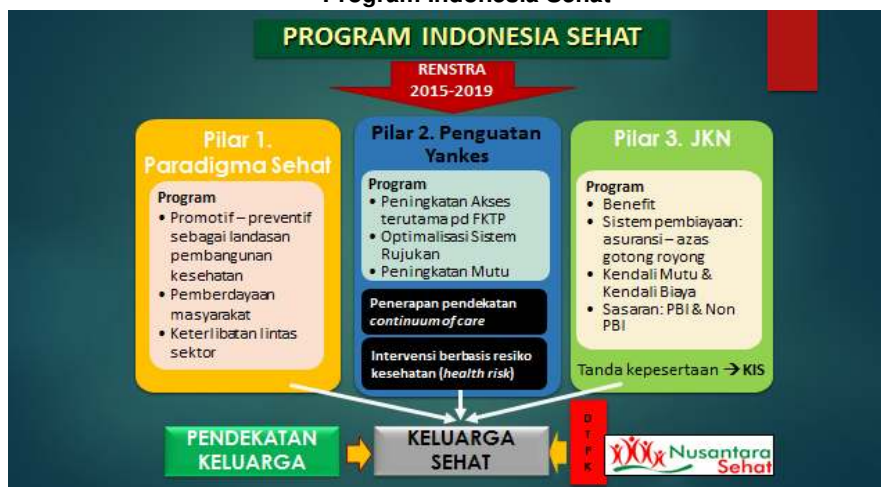 Program Indonesia Sehat
PROGRAM INDONESIA SEHAT
RENSTRA
2015-2019
Pilar 1.
Paradigma Sehat
Program
• Promotif – preventif
sebagai landasan
pembangunan
kesehatan
• Pemberdayaan
masyarakat
• Keterlibatan lintas
sektor
Pilar 2. Penguatan
Yankes
Program
• Peningkatan Akses
terutama pd FKTP
• Optimalisasi Sistem
Rujukan
• Peningkatan Mutu
Penerapan pendekatan
continuum of care
Intervensi berbasis resiko
kesehatan (health risk)
Pilar 3. JKN
Program
• Benefit
• Sistem pembiayaan:
asuransi – azas
gotong royong
• Kendali Mutu &
Kendali Biaya
• Sasaran: PBI & Non
PBI
Tanda kepesertaan → KIS
PENDEKATAN
KELUARGA
KELUARGA
SEHAT
D
T
P
K
Nusantara
Sehat